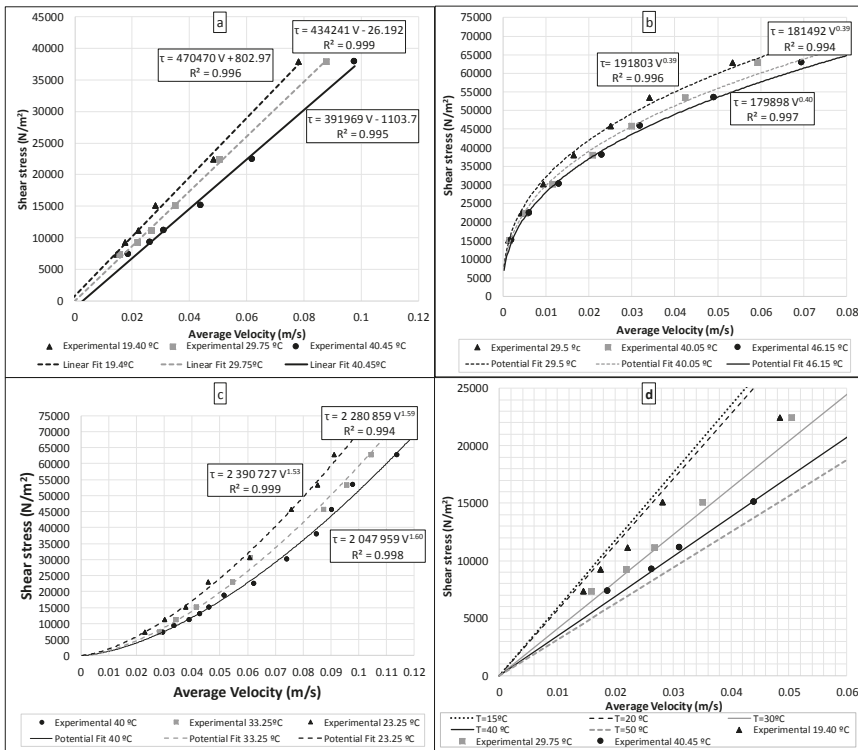 a
45000
40000
35000
30000
25000
20000
15000
10000
5000
0
Shear stress (N/m²)
τ = 470470 V + 802.97
R² = 0.996
τ = 434241 V - 26.192
R² = 0.999
τ = 391969 V - 1103.7
R² = 0.995
0 0.02 0.04 0.06 0.08 0.1 0.12
Average Velocity (m/s)
Experimental 19.40 ºC Experimental 29.75 ºC Experimental 40.45 ºC
Linear Fit 19.4ºC Linear Fit 29.75ºC Linear Fit 40.45ºC
b
75000
65000
55000
45000
35000
25000
15000
5000
Shear stress (N/m²)
τ = 191803 V^0.39
R² = 0.996
τ = 181492 V^0.39
R² = 0.994
τ = 179898 V^0.40
R² = 0.997
0 0.01 0.02 0.03 0.04 0.05 0.06 0.07 0.08
Average Velocity (m/s)
Experimental 29.5 ºc Experimental 40.05 ºC Experimental 46.15 ºC
Potential Fit 29.5 ºC Potential Fit 40.05 ºC Potential Fit 46.15 ºC
c
75000
70000
65000
60000
55000
50000
45000
40000
35000
30000
25000
20000
15000
10000
5000
0
Shear stress (N/m²)
τ = 2 280 859 V^1.59
R² = 0.994
τ = 2 390 727 V^1.53
R² = 0.999
τ = 2 047 959 V^1.60
R² = 0.998
0 0.01 0.02 0.03 0.04 0.05 0.06 0.07 0.08 0.09 0.1 0.11 0.12
Average Velocity (m/s)
Experimental 40 ºC Experimental 33.25ºC Experimental 23.25 ºC
Potential Fit 40 ºC Potential Fit 33.25 ºC Potential Fit 23.25 ºC
d
25000
20000
15000
10000
5000
0
Shear stress (N/m²)
0 0.01 0.02 0.03 0.04 0.05 0.06
Average Velocity (m/s)
T=15ºC T=20 ºC T=30ºC
T=40 ºC T=50 ºC Experimental 19.40 ºC
Experimental 29.75 ºC Experimental 40.45 ºC